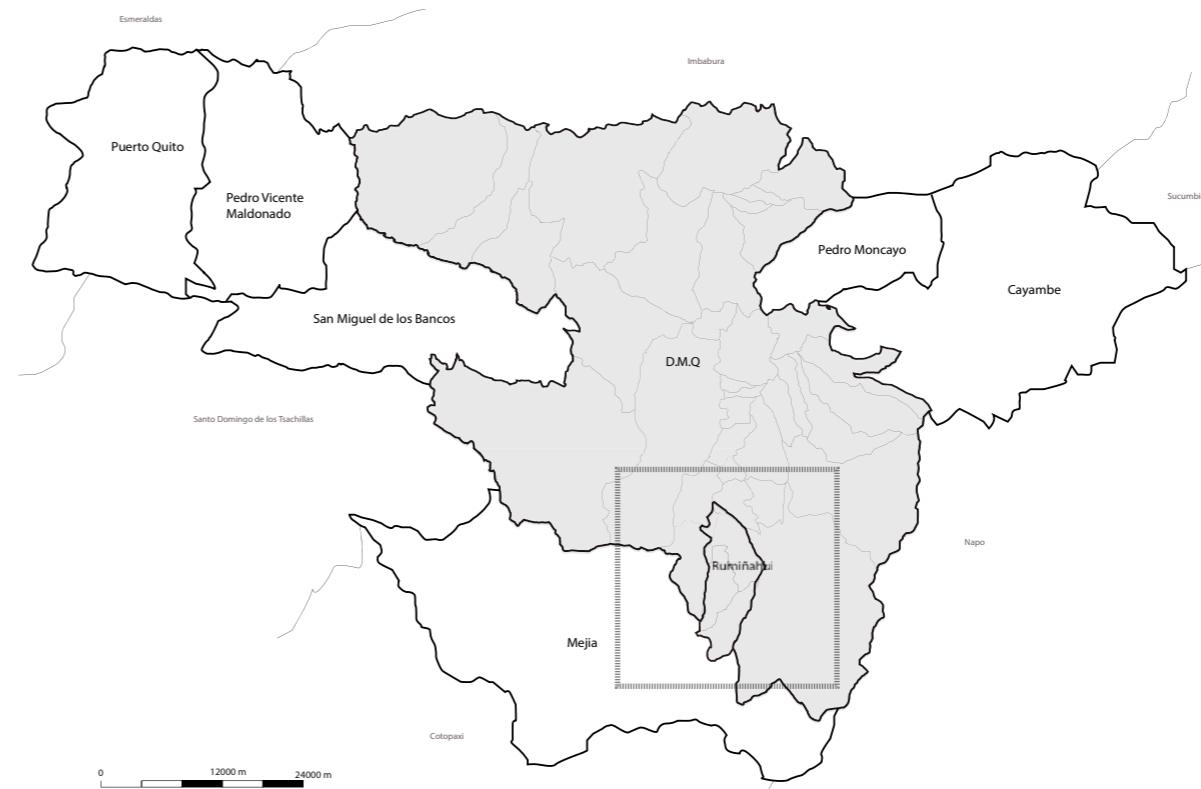 Esmeraldas
Imbabura
Puerto Quito
Pedro Vicente
Maldonado
Sucumbi
Pedro Moncayo
Cayambe
San Miguel de los Bancos
D.M.Q
Santo Domingo de los Tsachillas
Napo
Rumiñahui
Mejia
Cotopaxi
0 12000 m 24000 m